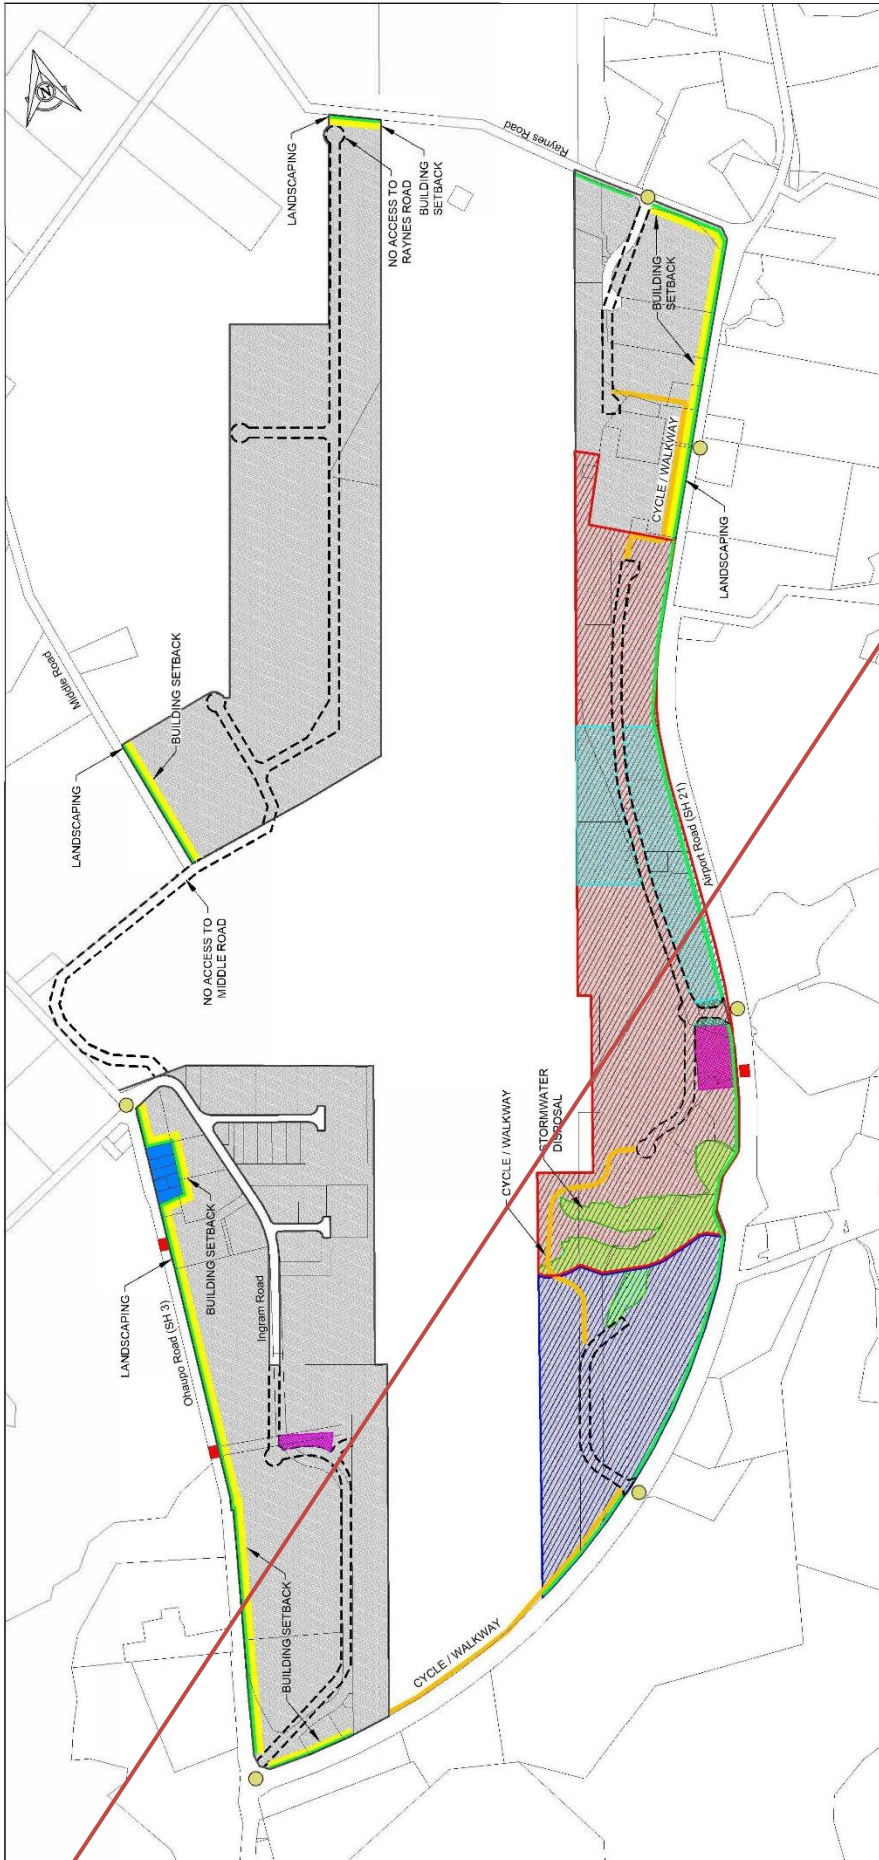 N
LANDSCAPING
NO ACCESS TO
RAYNES ROAD
BUILDING
SETBACK
Raynes Road
BUILDING
SETBACK
CYCLE / WALKWAY
LANDSCAPING
Middle Road
BUILDING SETBACK
LANDSCAPING
NO ACCESS TO
MIDDLE ROAD
Airport Road (SH 21)
CYCLE / WALKWAY
STORMWATER
DISPOSAL
LANDSCAPING
BUILDING SETBACK
Ohaupo Road (SH 3)
Ingram Road
BUILDING SETBACK
CYCLE / WALKWAY